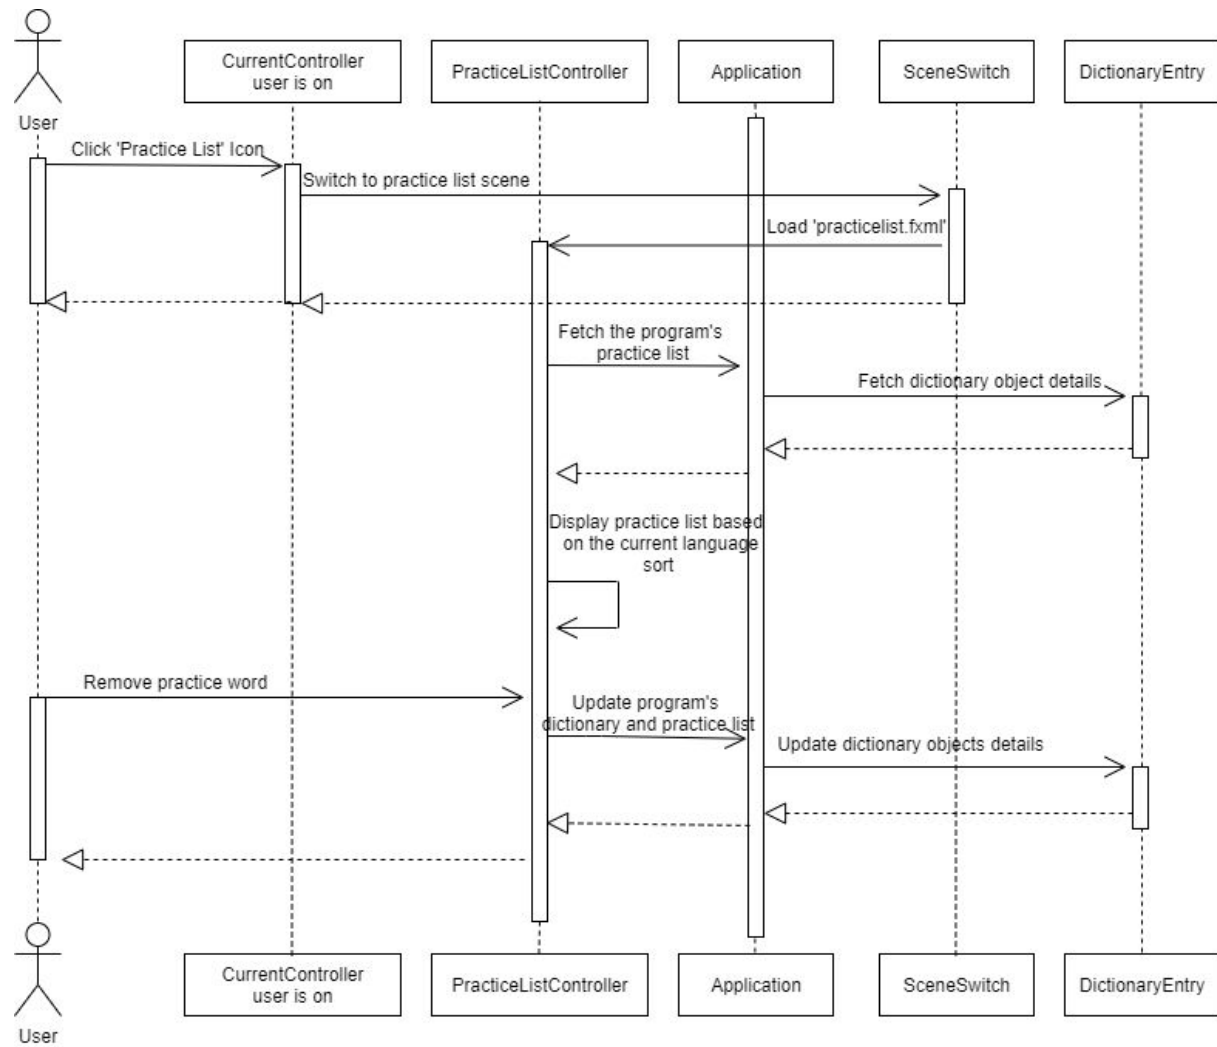 User
CurrentController
user is on
PracticeListController
Application
SceneSwitch
DictionaryEntry
Click 'Practice List' Icon
Switch to practice list scene
Load 'practicelist.fxml'
Fetch the program's
practice list
Fetch dictionary object details
Display practice list based
on the current language
sort
Remove practice word
Update program's
dictionary and practice list
Update dictionary objects details
User
CurrentController
user is on
PracticeListController
Application
SceneSwitch
DictionaryEntry